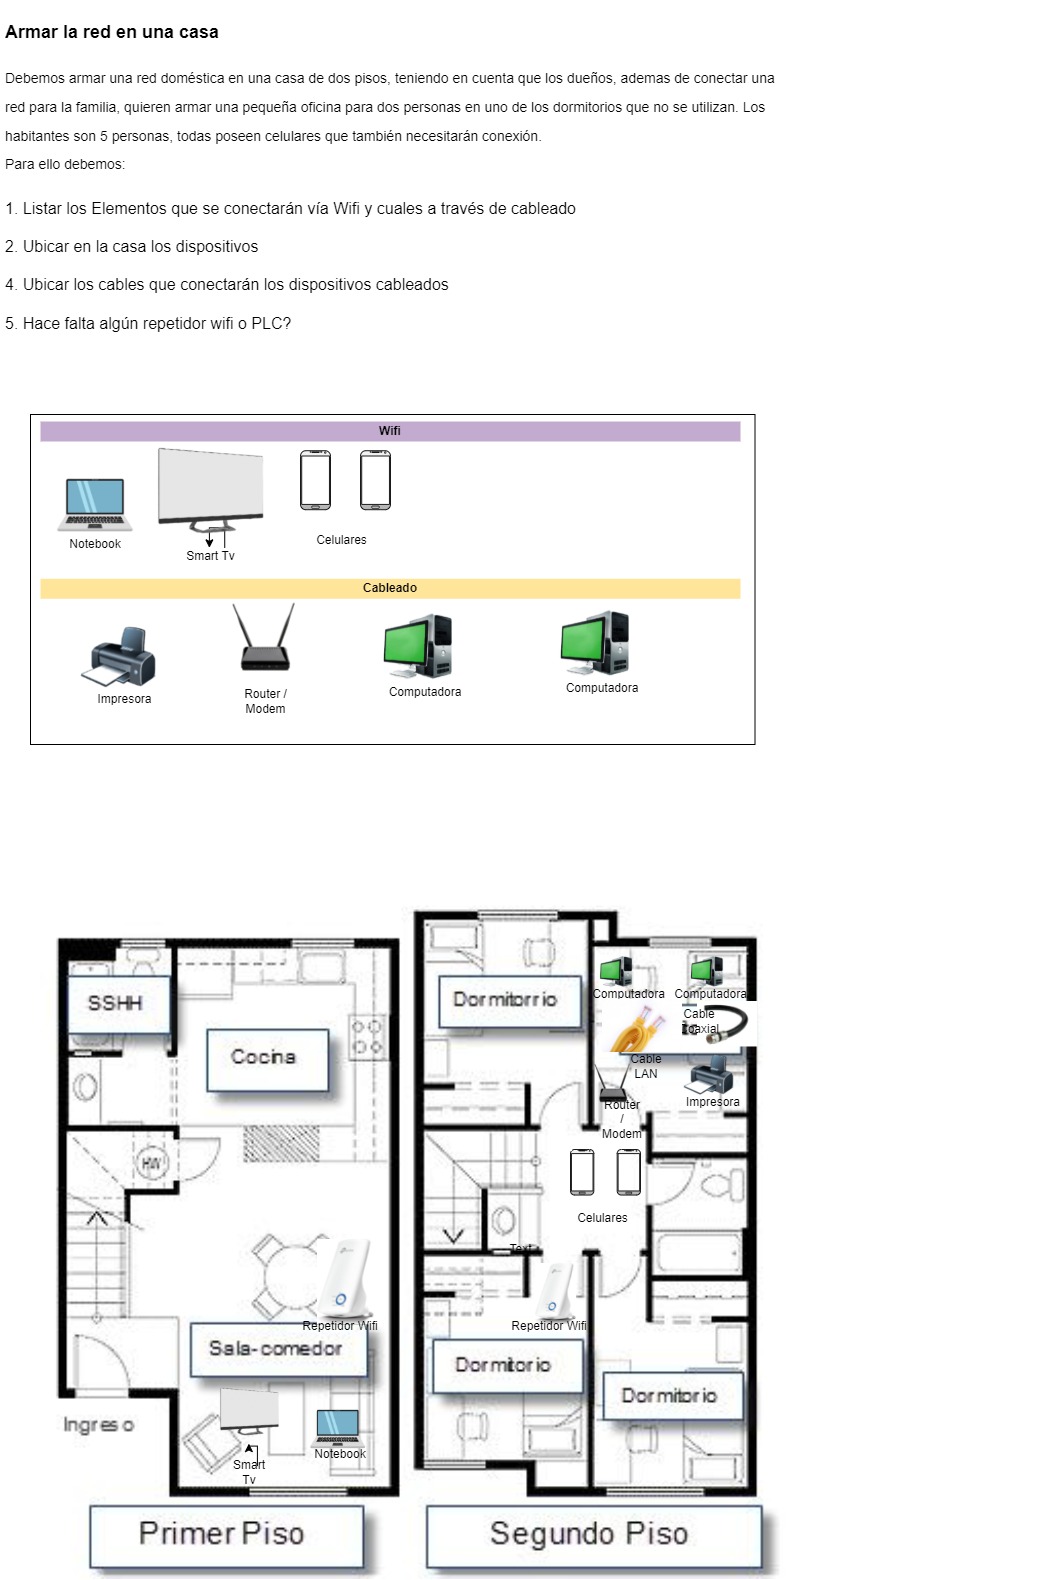 Armar la red en una casa
Debemos armar una red doméstica en una casa de dos pisos, teniendo en cuenta que los dueños, ademas de conectar una
red para la familia, quieren armar una pequeña oficina para dos personas en uno de los dormitorios que no se utilizan. Los
habitantes son 5 personas, todas poseen celulares que también necesitarán conexión.
Para ello debemos:
1. Listar los Elementos que se conectarán vía Wifi y cuales a través de cableado
2. Ubicar en la casa los dispositivos
4. Ubicar los cables que conectarán los dispositivos cableados
5. Hace falta algún repetidor wifi o PLC?
Wifi
Notebook
Smart Tv
Celulares
Cableado
Impresora
Router /
Modem
Computadora
Computadora
SSHH
Cocina
HW
Repetidor Wifi
Sala-comedor
Ingreso
Smart
Tv
Notebook
Primer Piso
Dormitorrio
Computadora
Computadora
Cable
Coaxial
Cable
LAN
Router
/
Modem
Impresora
Celulares
Text
Repetidor Wifi
Dormitorio
Dormitorio
Segundo Piso